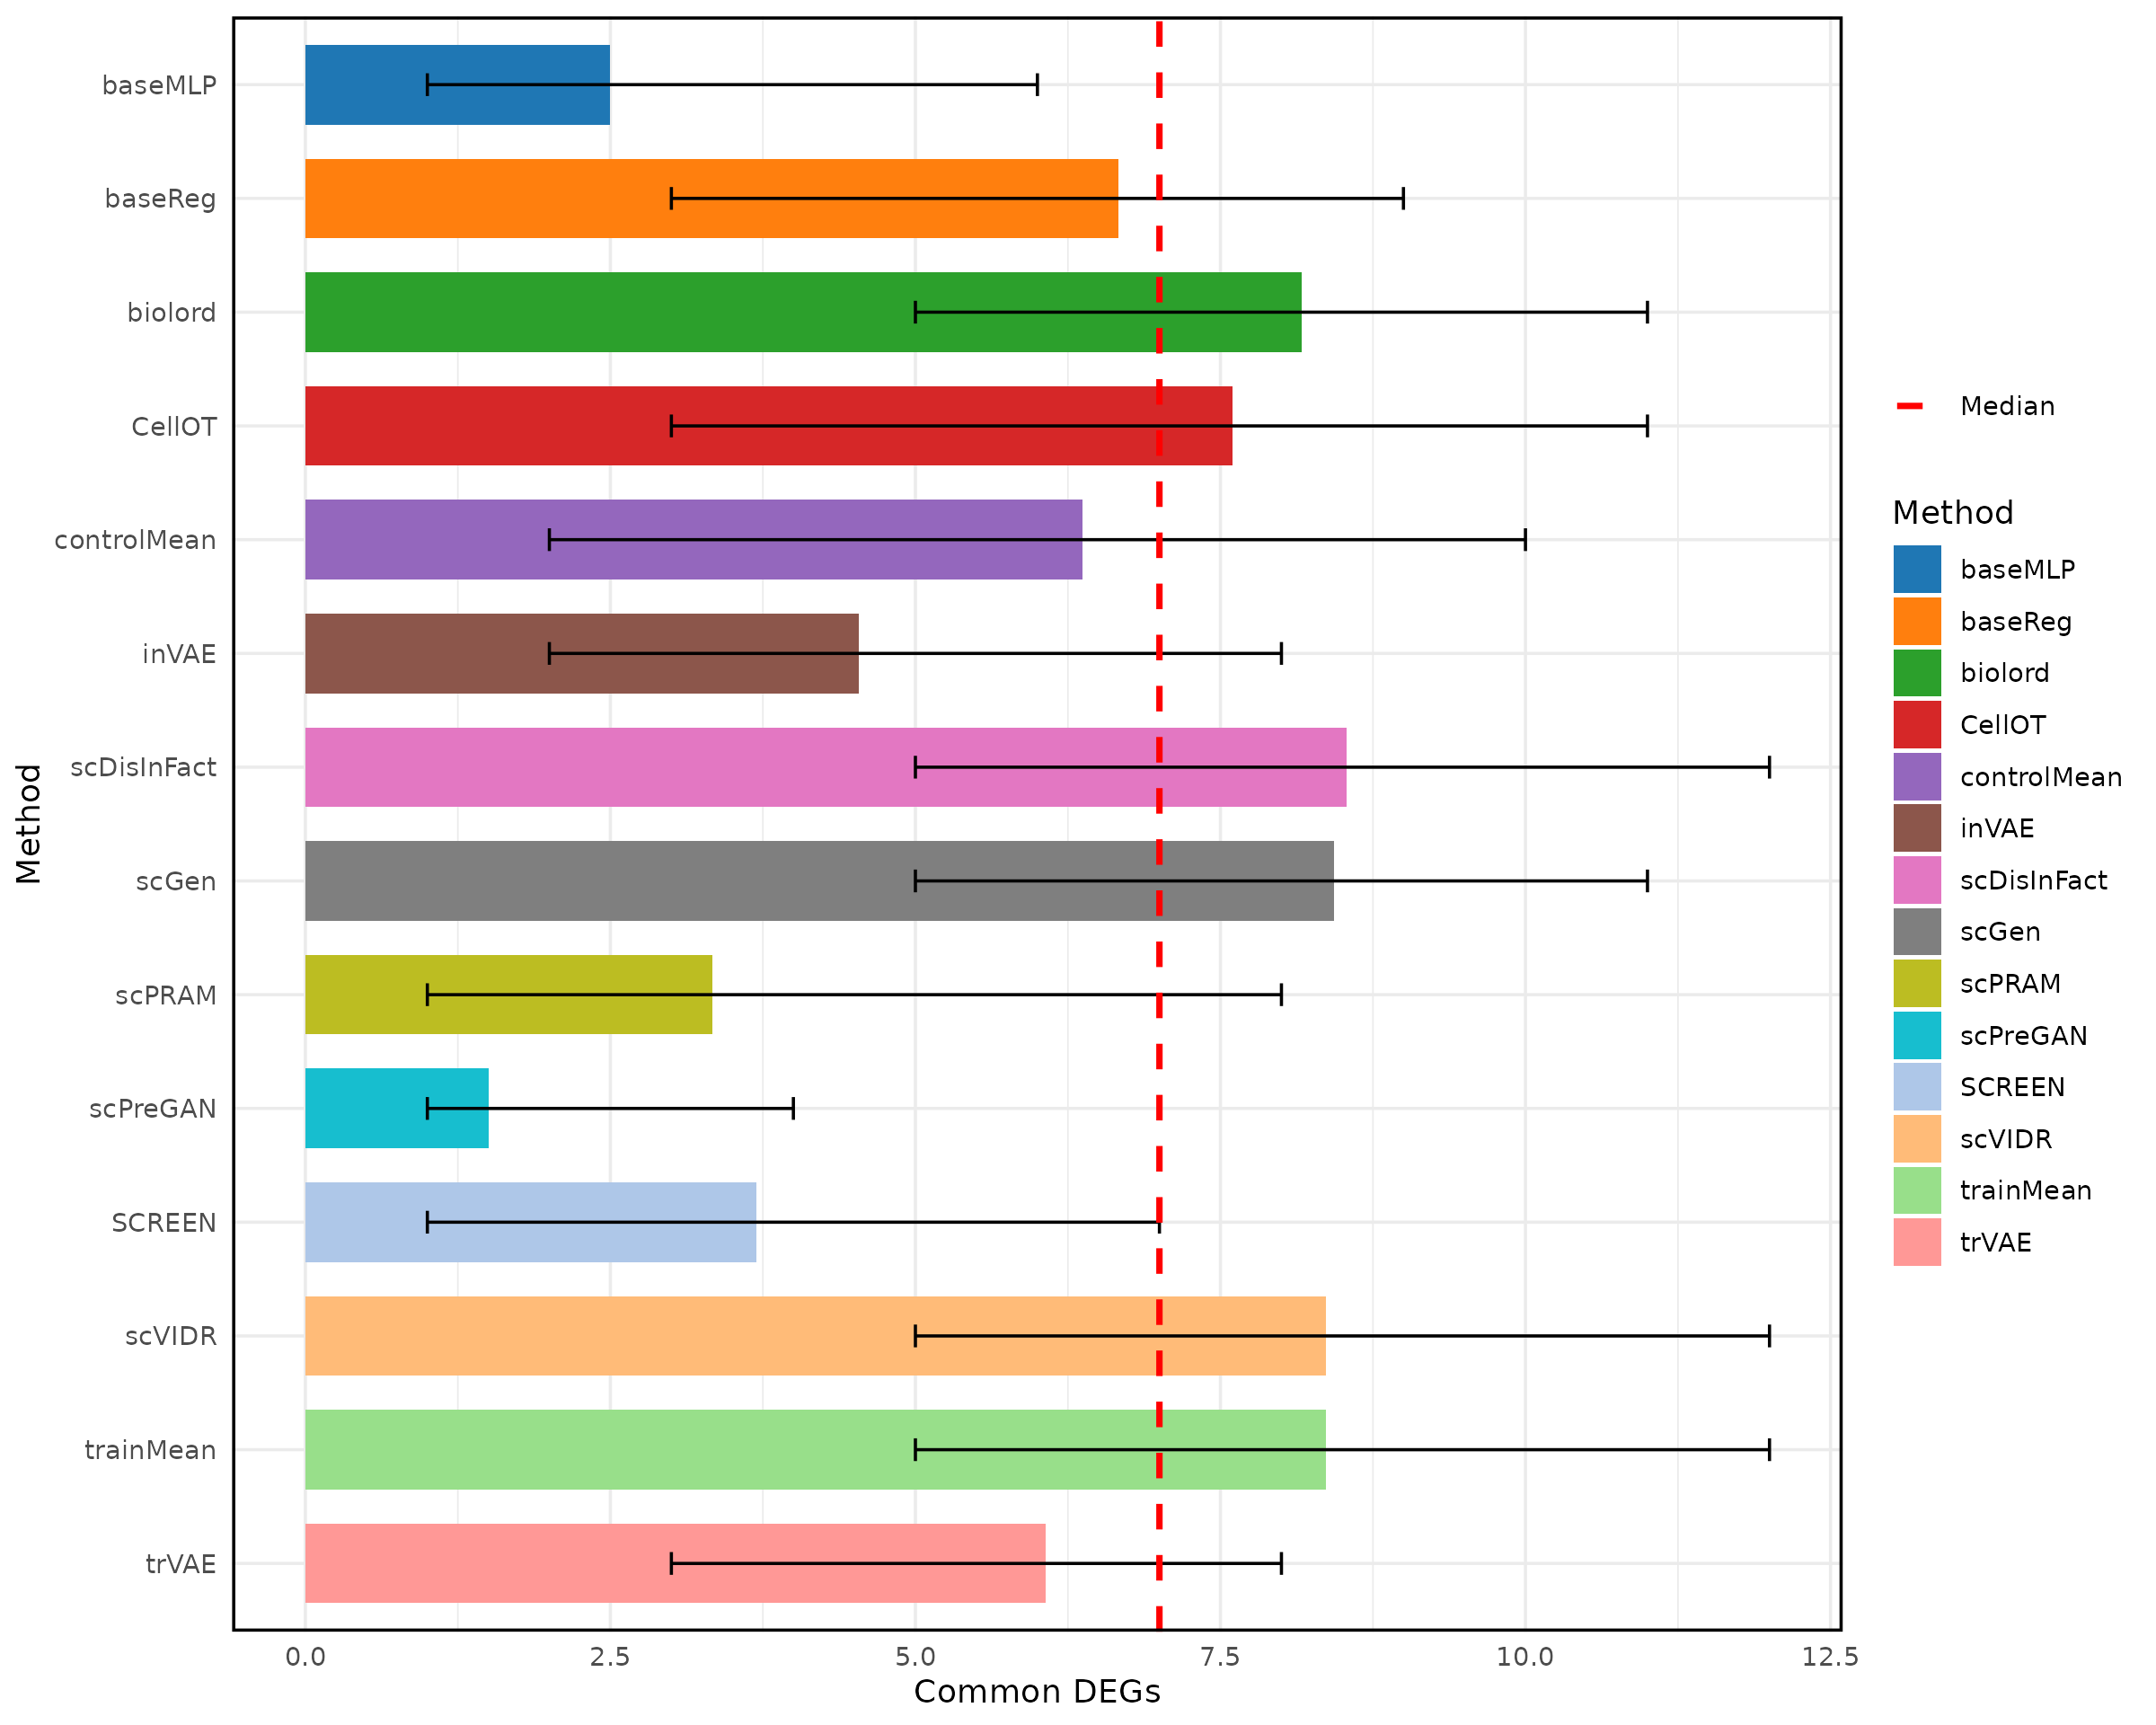 baseMLP
baseReg
biolord
CellOT
controlMean
inVAE
scDisInFact
scGen
scPRAM
scPreGAN
SCREEN
scVIDR
trainMean
trVAE
Method
0.0 2.5 5.0 7.5 10.0 12.5
Common DEGs
Median
Method
baseMLP
baseReg
biolord
CellOT
controlMean
inVAE
scDisInFact
scGen
scPRAM
scPreGAN
SCREEN
scVIDR
trainMean
trVAE